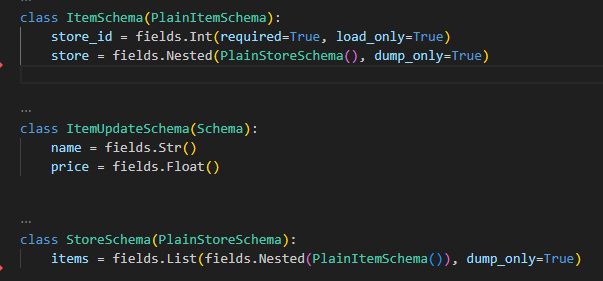 ...
class ItemSchema(PlainItemSchema):
    store_id = fields.Int(required=True, load_only=True)
    store = fields.Nested(PlainStoreSchema(), dump_only=True)
...
class ItemUpdateSchema(Schema):
    name = fields.Str()
    price = fields.Float()
...
class StoreSchema(PlainStoreSchema):
    items = fields.List(fields.Nested(PlainItemSchema()), dump_only=True)